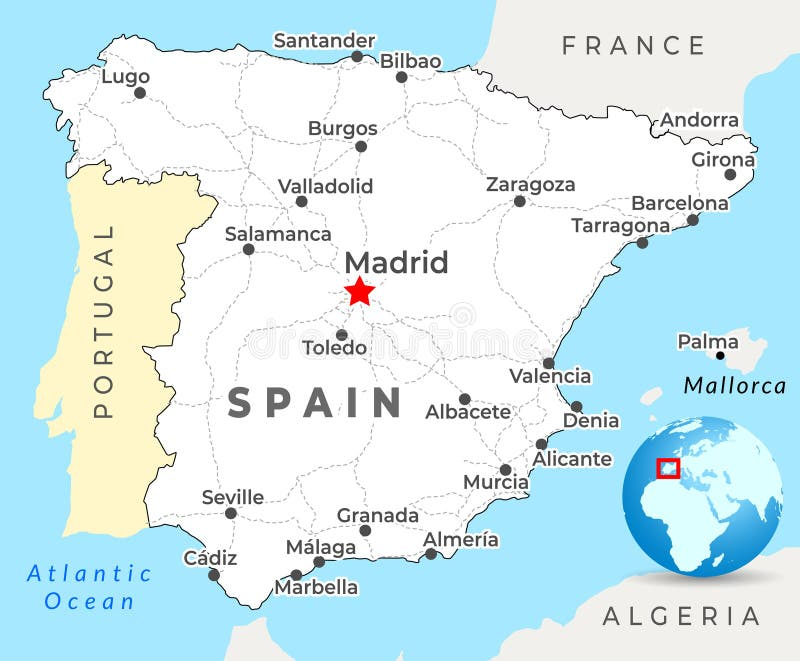 Santander
FRANCE
Bilbao
Lugo
Andorra
Burgos
Girona
Valladolid
Zaragoza
Barcelona
Tarragona
Salamanca
PORTUGAL
Madrid
dreamstime
Toledo
Palma
Valencia
Mallorca
SPAIN
Albacete
Denia
Alicante
Murcia
Seville
Granada
Almería
Málaga
Cádiz
Marbella
Atlantic
Ocean
ALGERIA